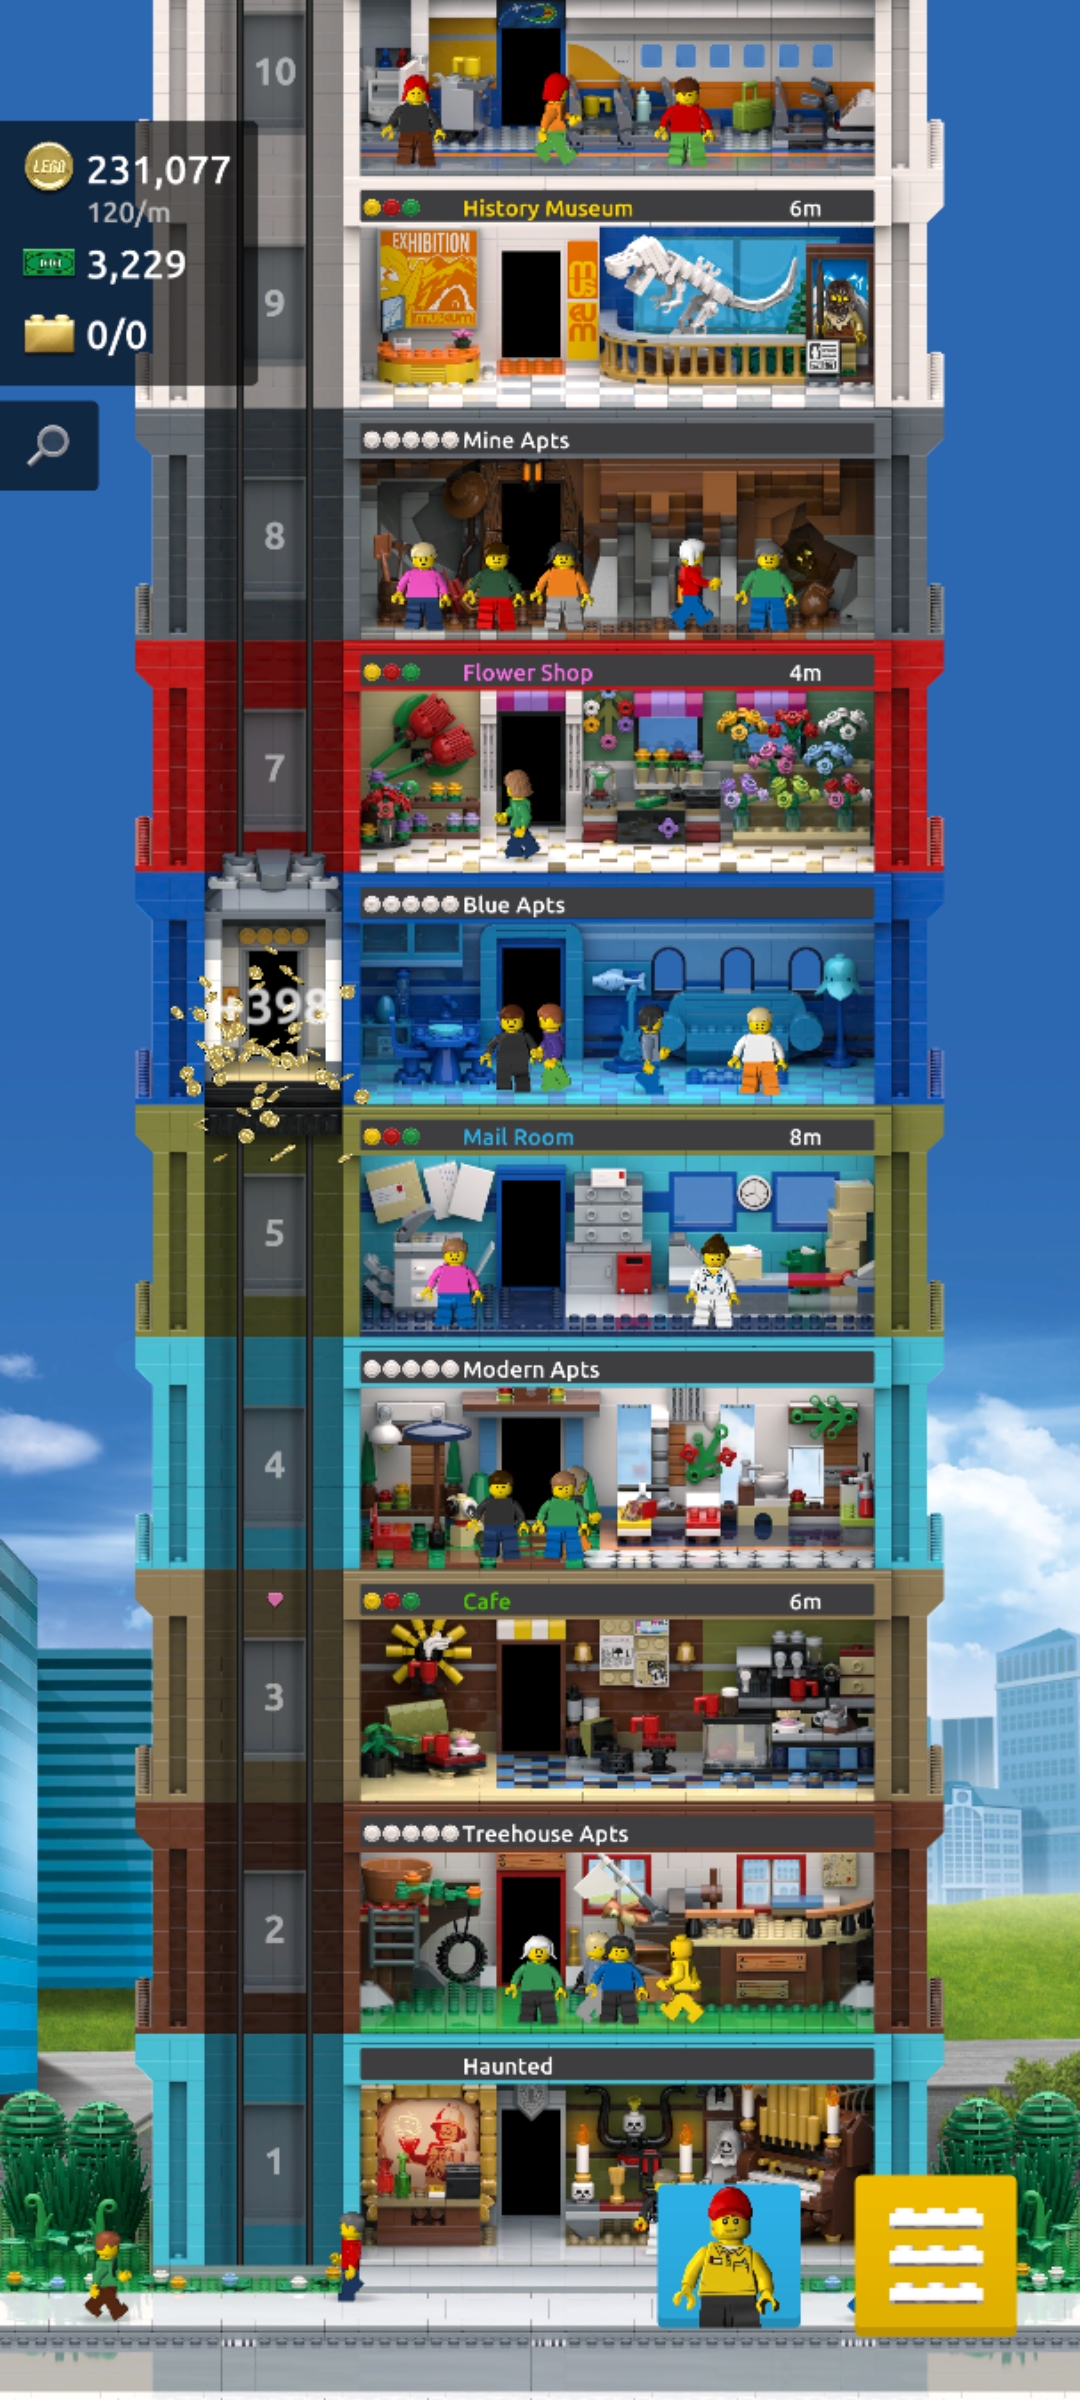 10
LEGO 231,077
120/m
3,229
0/0
History Museum 6m
EXHIBITION
museum
mus
eum
9
Mine Apts
8
Flower Shop 4m
7
Blue Apts
+398
Mail Room 8m
5
Modern Apts
4
Cafe 6m
3
Treehouse Apts
2
Haunted
1